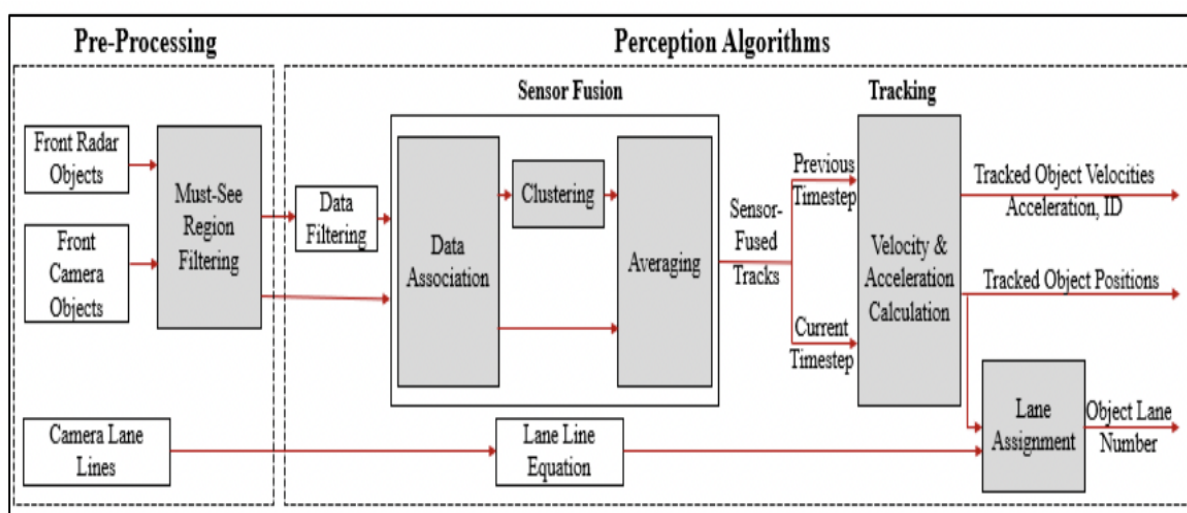 Pre-Processing
Perception Algorithms
Sensor Fusion
Tracking
Front Radar
Objects
Front
Camera
Objects
Must-See
Region
Filtering
Data
Filtering
Data
Association
Clustering
Averaging
Sensor-
Fused
Tracks
Previous
Timestep
Current
Timestep
Velocity &
Acceleration
Calculation
Tracked Object Velocities
Acceleration, ID
Tracked Object Positions
Camera Lane
Lines
Lane Line
Equation
Lane
Assignment
Object Lane
Number